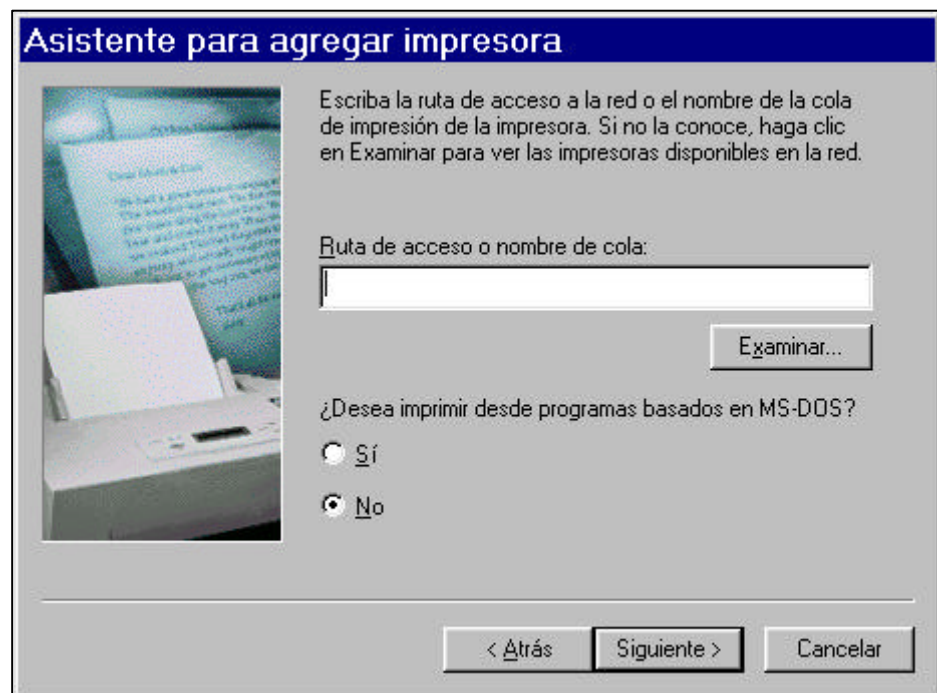 Asistente para agregar impresora
Escriba la ruta de acceso a la red o el nombre de la cola
de impresión de la impresora. Si no la conoce, haga clic
en Examinar para ver las impresoras disponibles en la red.
Ruta de acceso o nombre de cola:
Examinar...
¿Desea imprimir desde programas basados en MS-DOS?
Sí
No
< Atrás
Siguiente >
Cancelar